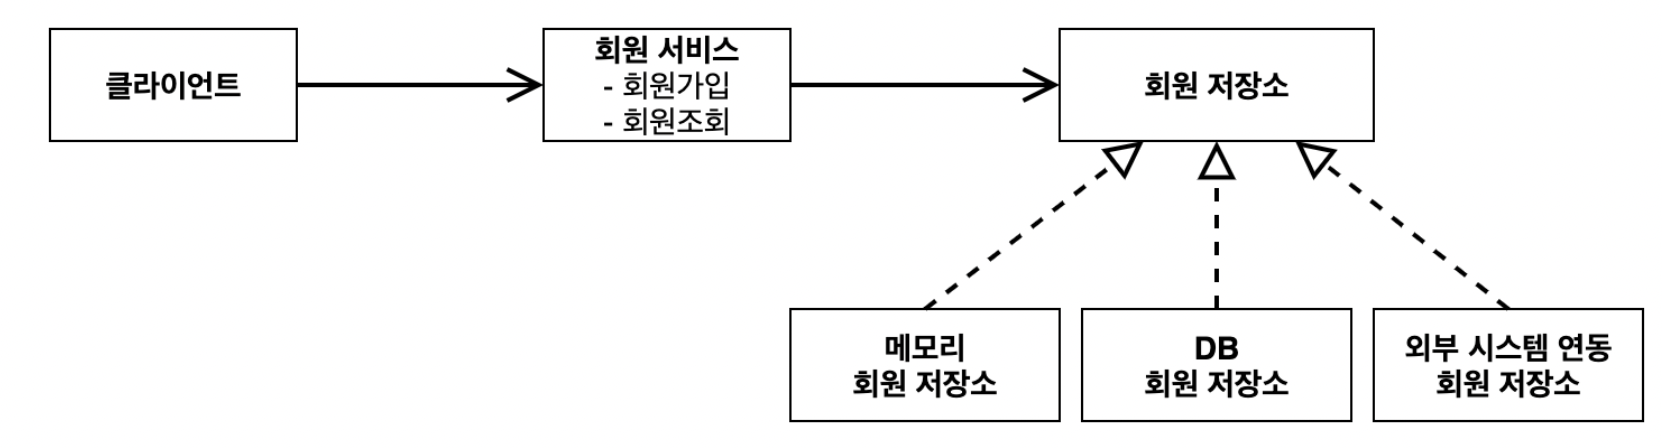 클라이언트
회원 서비스
- 회원가입
- 회원조회
회원 저장소
메모리
회원 저장소
DB
회원 저장소
외부 시스템 연동
회원 저장소